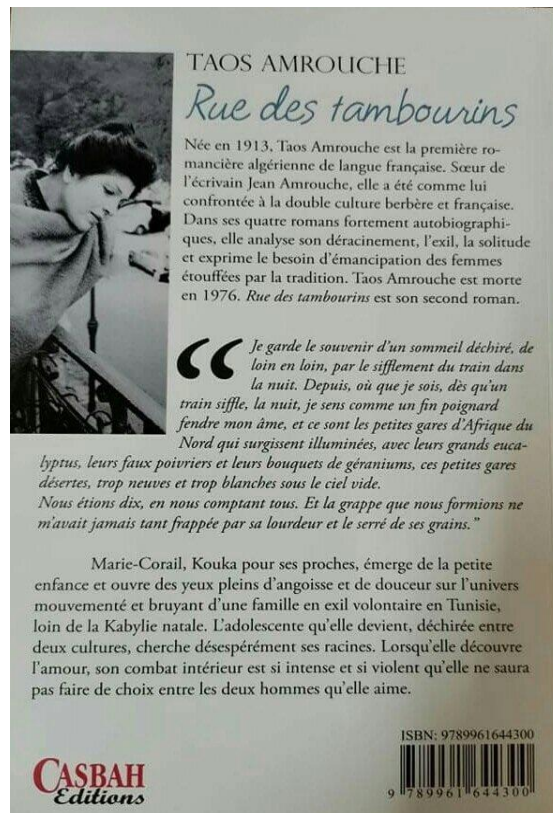 TAOS AMROUCHE
Rue des tambourins
Née en 1913, Taos Amrouche est la première ro-
mancière algérienne de langue française. Sœur de
l'écrivain Jean Amrouche, elle a été comme lui
confrontée à la double culture berbère et française.
Dans ses quatre romans fortement autobiographi-
ques, elle analyse son déracinement, l'exil, la solitude
et exprime le besoin d'émancipation des femmes
étouffées par la tradition. Taos Amrouche est morte
en 1976. Rue des tambourins est son second roman.
“ Je garde le souvenir d'un sommeil déchiré, de
loin en loin, par le sifflement du train dans
la nuit. Depuis, où que je sois, dès qu'un
train siffle, la nuit, je sens comme un fin poignard
fendre mon âme, et ce sont les petites gares d'Afrique du
Nord qui surgissent illuminées, avec leurs grands euca-
lyptus, leurs faux poivriers et leurs bouquets de géraniums, ces petites gares
désertes, trop neuves et trop blanches sous le ciel vide.
Nous étions dix, en nous comptant tous. Et la grappe que nous formions ne
m'avait jamais tant frappée par sa lourdeur et le serré de ses grains.”
Marie-Corail, Kouka pour ses proches, émerge de la petite
enfance et ouvre des yeux pleins d'angoisse et de douceur sur l'univers
mouvementé et bruyant d'une famille en exil volontaire en Tunisie,
loin de la Kabylie natale. L'adolescente qu'elle devient, déchirée entre
deux cultures, cherche désespérément ses racines. Lorsqu'elle découvre
l'amour, son combat intérieur est si intense et si violent qu'elle ne saura
pas faire de choix entre les deux hommes qu'elle aime.
ISBN: 9789961644300
CASBAH
Editions
9 789961 644300